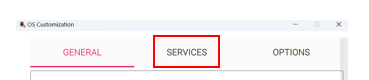 OS Customization
GENERAL SERVICES OPTIONS